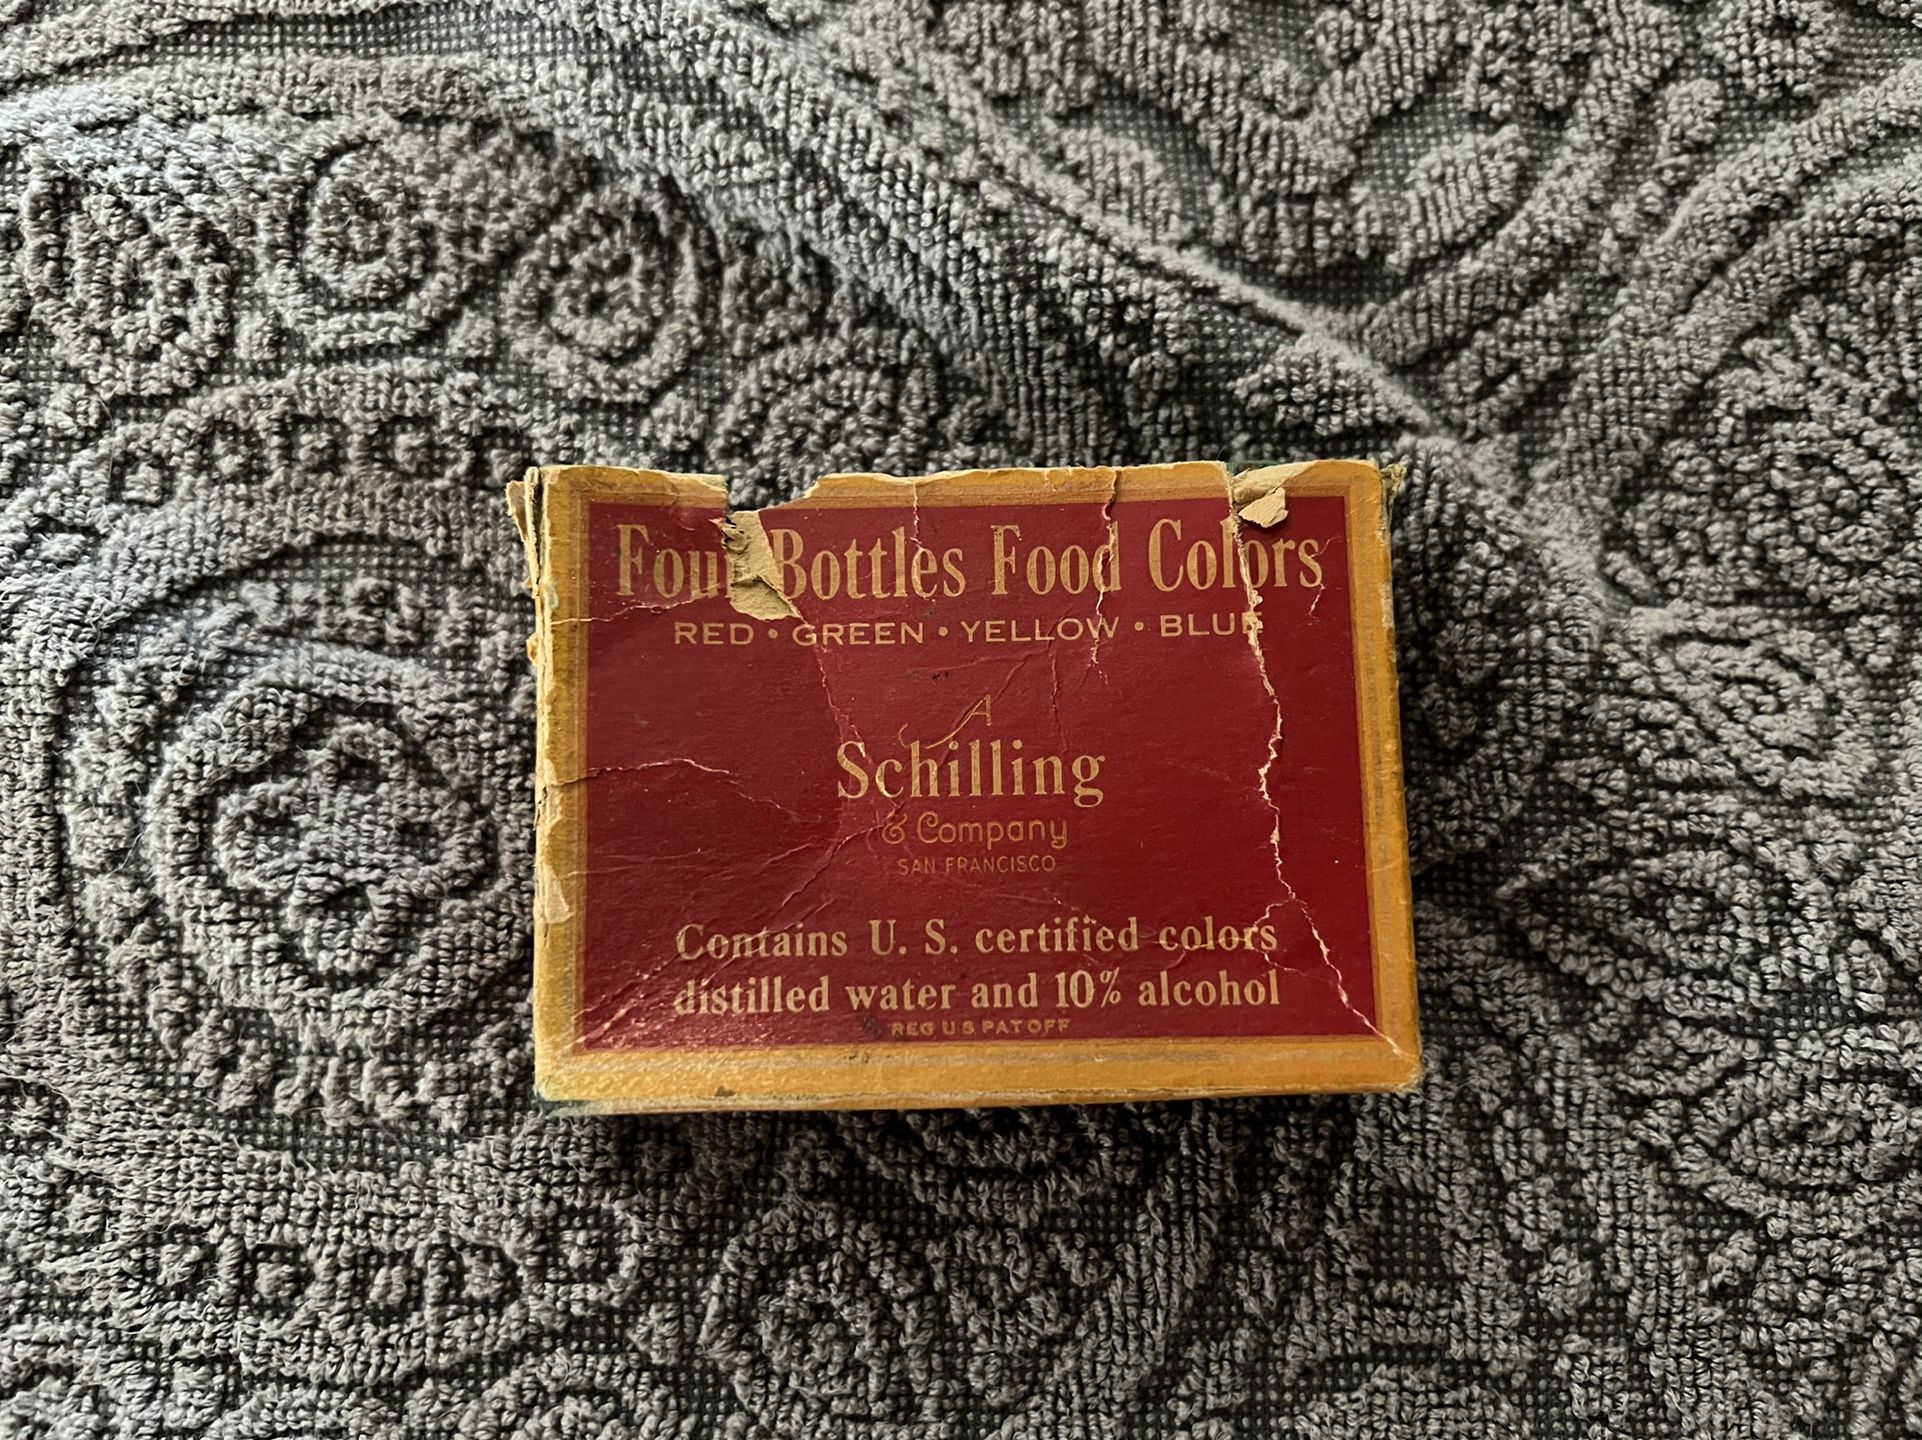 Four Bottles Food Colors
RED • GREEN • YELLOW • BLUE
A
Schilling
& Company
SAN FRANCISCO
Contains U. S. certified colors
distilled water and 10% alcohol
REG U S PAT OFF